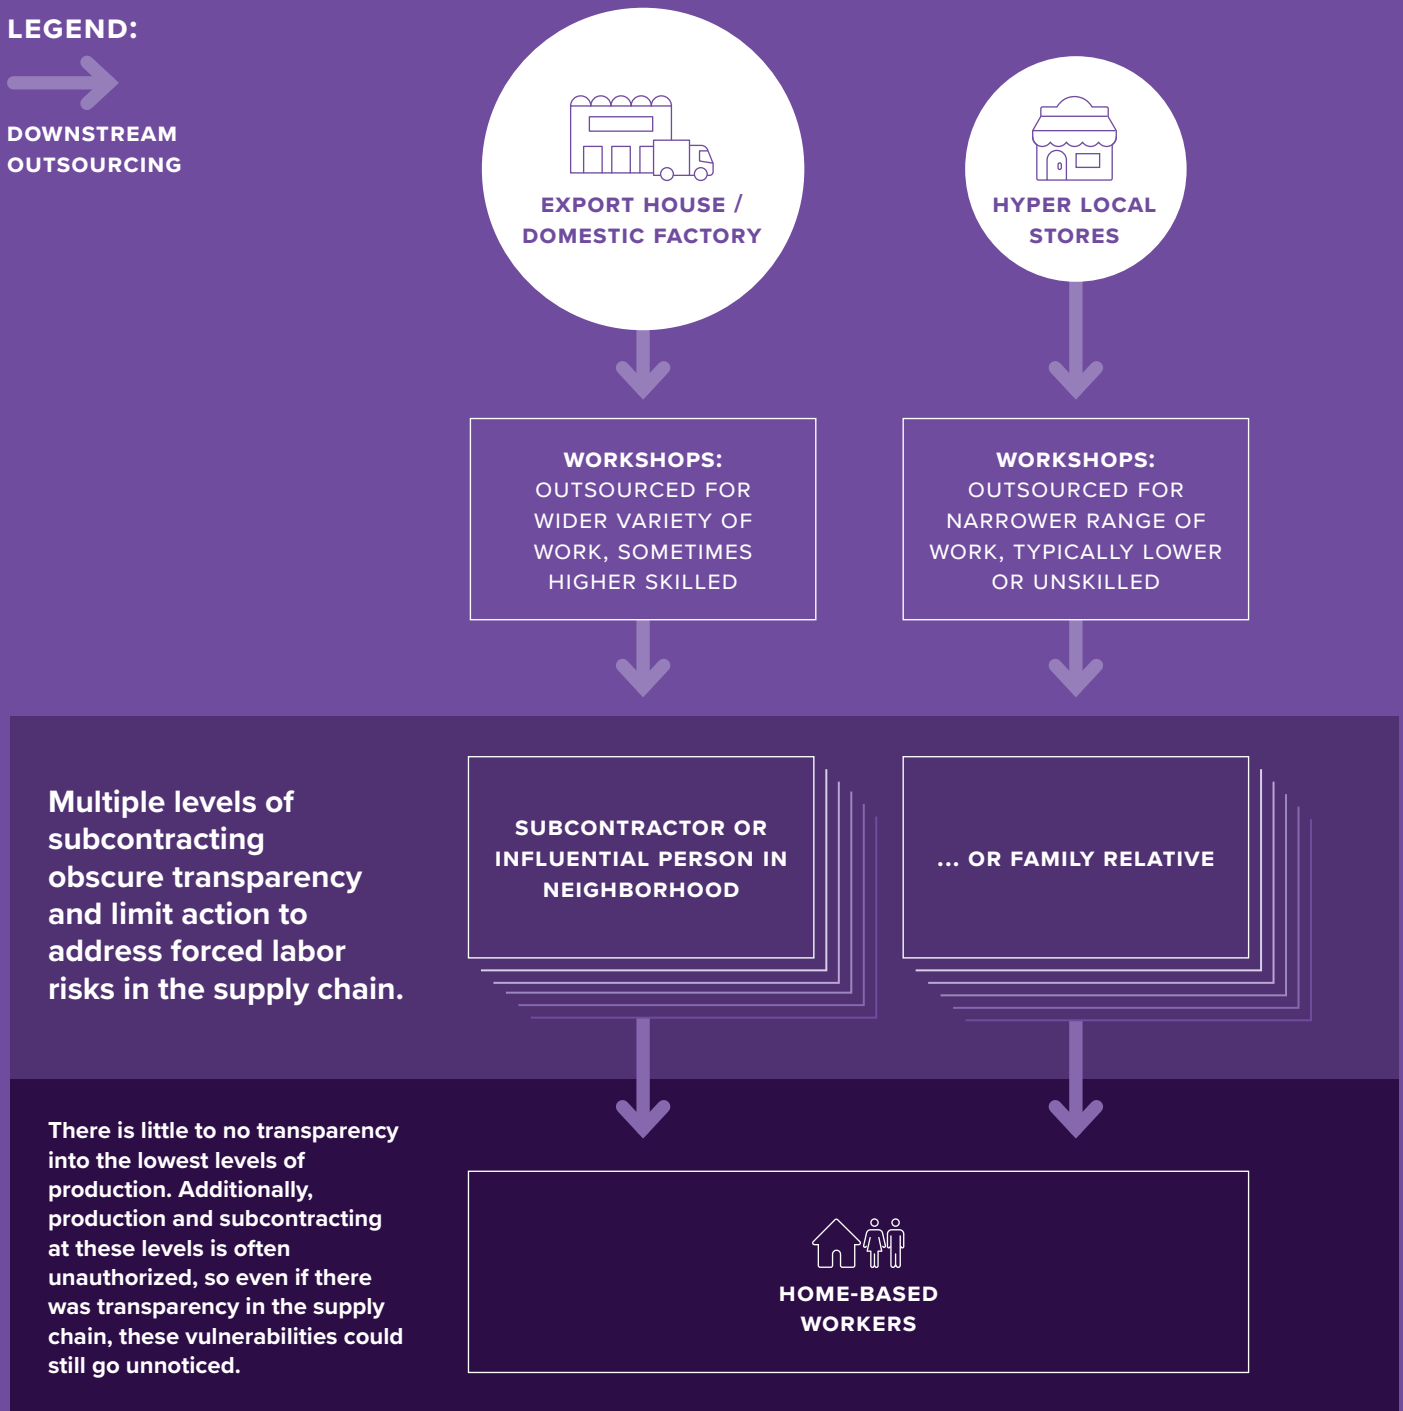 LEGEND:
DOWNSTREAM
OUTSOURCING
EXPORT HOUSE /
DOMESTIC FACTORY
HYPER LOCAL
STORES
WORKSHOPS:
OUTSOURCED FOR
WIDER VARIETY OF
WORK, SOMETIMES
HIGHER SKILLED
WORKSHOPS:
OUTSOURCED FOR
NARROWER RANGE OF
WORK, TYPICALLY LOWER
OR UNSKILLED
Multiple levels of
subcontracting
obscure transparency
and limit action to
address forced labor
risks in the supply chain.
SUBCONTRACTOR OR
INFLUENTIAL PERSON IN
NEIGHBORHOOD
... OR FAMILY RELATIVE
There is little to no transparency
into the lowest levels of
production. Additionally,
production and subcontracting
at these levels is often
unauthorized, so even if there
was transparency in the supply
chain, these vulnerabilities could
still go unnoticed.
HOME-BASED
WORKERS